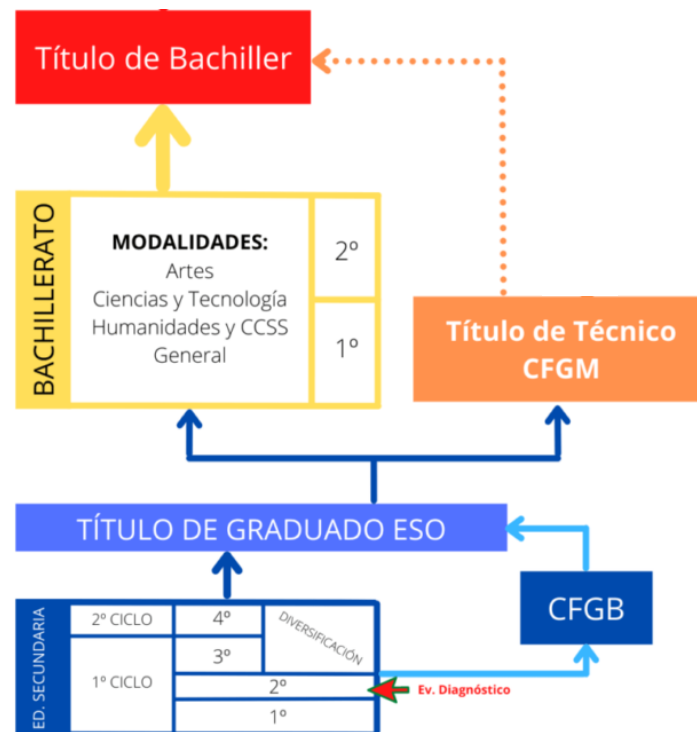 Título de Bachiller
BACHILLERATO
MODALIDADES:
Artes
Ciencias y Tecnología
Humanidades y CCSS
General
2º
1º
Título de Técnico
CFGM
TÍTULO DE GRADUADO ESO
CFGB
ED. SECUNDARIA
2º CICLO
4º
DIVERSIFICACIÓN
1º CICLO
3º
2º
Ev. Diagnóstico
1º